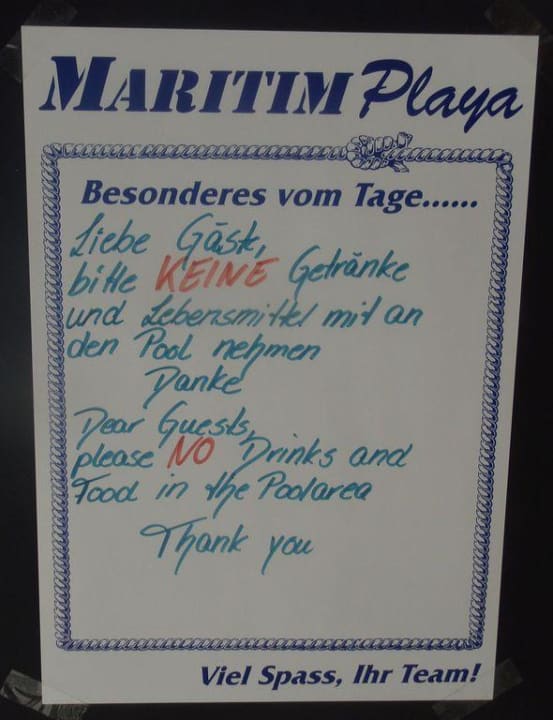 MARITIM Playa
Besonderes vom Tage......
Liebe Gäste,
bitte KEINE Getränke
und Lebensmittel mit an
den Pool nehmen
Danke
Dear Guests,
please NO Drinks and
Food in the Poolarea
Thank you
Viel Spass, Ihr Team!